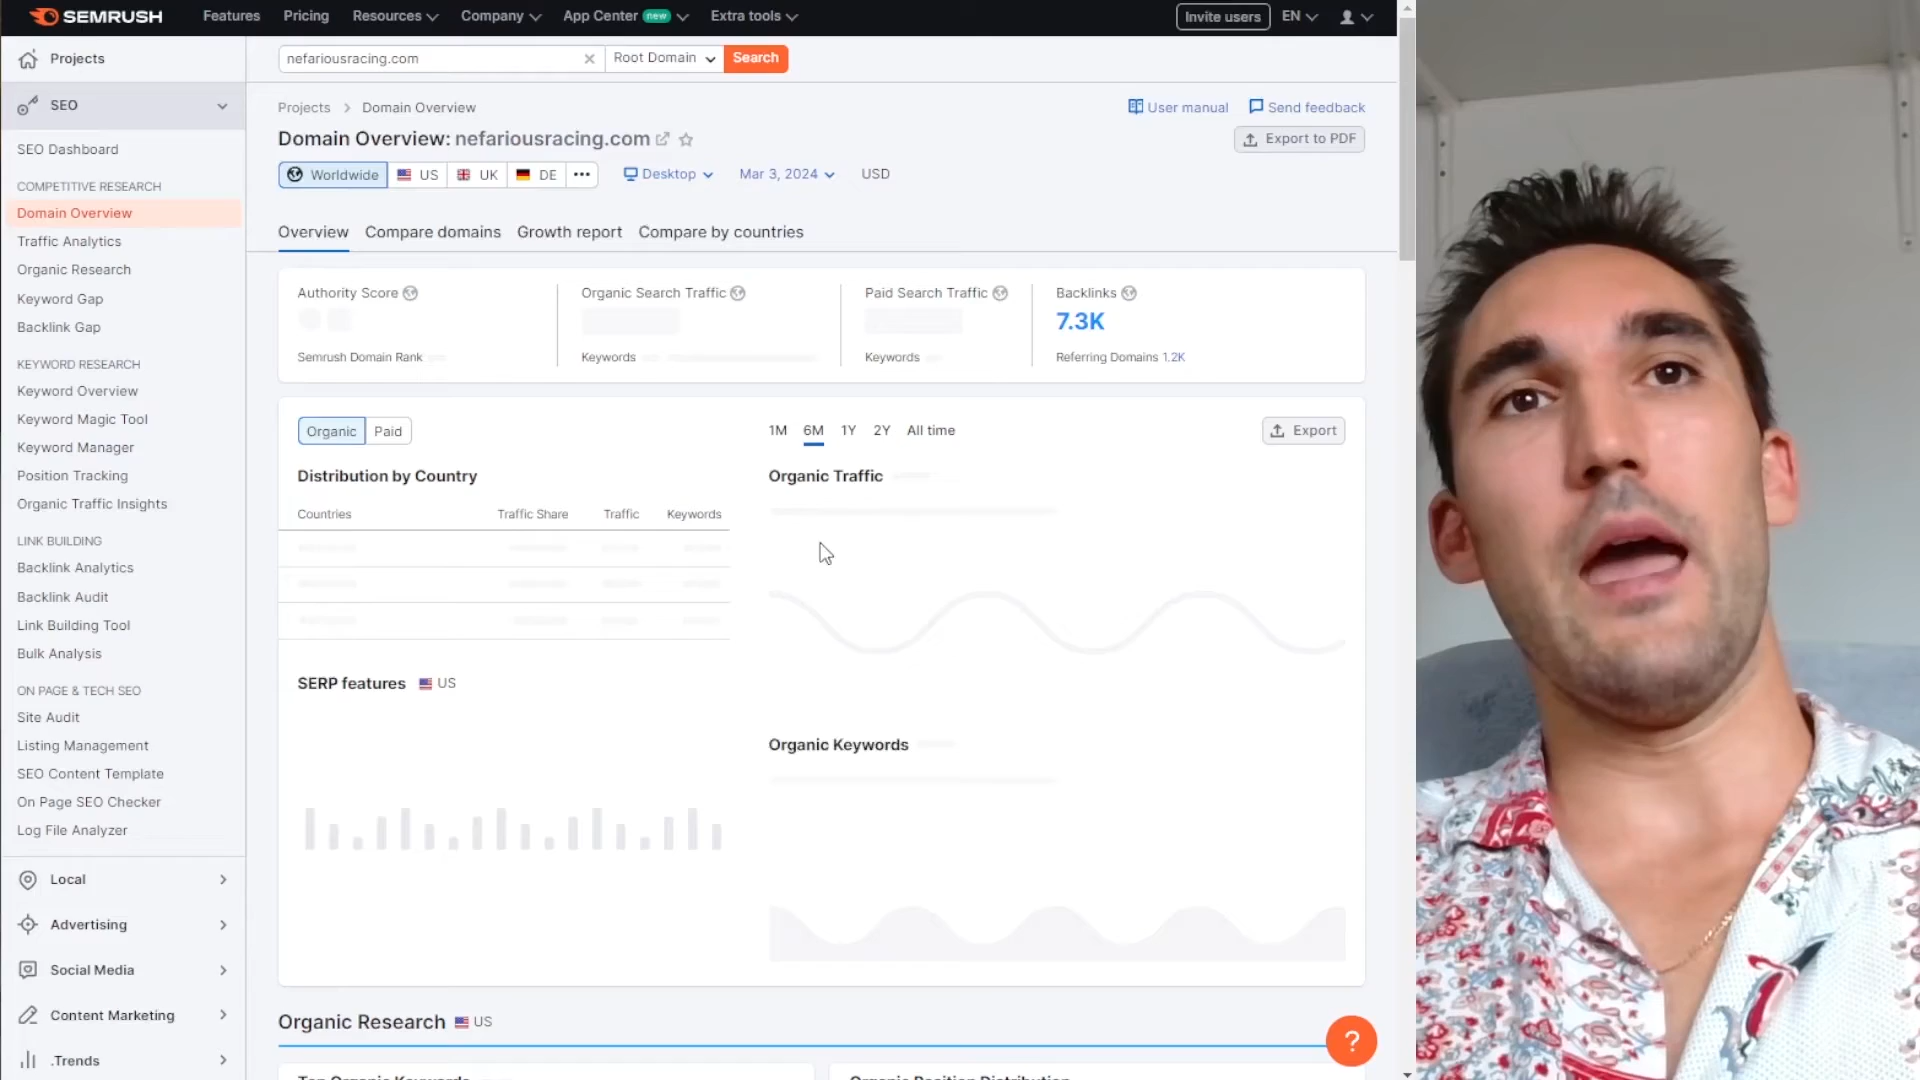 SEMRUSH
Features
Pricing
Resources
Company
App Center new
Extra tools
Invite users
EN
Projects
nefariousracing.com
Root Domain
Search
SEO
Projects > Domain Overview
User manual
Send feedback
Domain Overview: nefariousracing.com
Export to PDF
SEO Dashboard
Worldwide
US
UK
DE
Desktop
Mar 3, 2024
USD
COMPETITIVE RESEARCH
Domain Overview
Traffic Analytics
Organic Research
Keyword Gap
Backlink Gap
Overview
Compare domains
Growth report
Compare by countries
Authority Score
Semrush Domain Rank
Organic Search Traffic
Keywords
Paid Search Traffic
Keywords
Backlinks
7.3K
Referring Domains 1.2K
KEYWORD RESEARCH
Keyword Overview
Keyword Magic Tool
Keyword Manager
Position Tracking
Organic Traffic Insights
Organic
Paid
1M
6M
1Y
2Y
All time
Export
Distribution by Country
Countries
Traffic Share
Traffic
Keywords
Organic Traffic
LINK BUILDING
Backlink Analytics
Backlink Audit
Link Building Tool
Bulk Analysis
SERP features
US
Organic Keywords
ON PAGE & TECH SEO
Site Audit
Listing Management
SEO Content Template
On Page SEO Checker
Log File Analyzer
Local
Advertising
Social Media
Content Marketing
.Trends
Organic Research
US
?
Top Organic Keywords
Organic Position Distribution